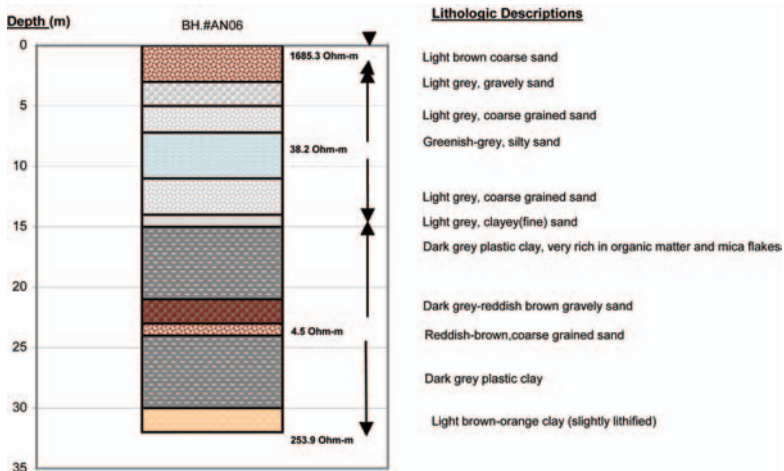 Depth (m)
BH.#AN06
Lithologic Descriptions
0
1685.3 Ohm-m
Light brown coarse sand
Light grey, gravely sand
5
Light grey, coarse grained sand
Greenish-grey, silty sand
38.2 Ohm-m
10
Light grey, coarse grained sand
Light grey, clayey(fine) sand
15
Dark grey plastic clay, very rich in organic matter and mica flakes
20
Dark grey-reddish brown gravely sand
4.5 Ohm-m
Reddish-brown,coarse grained sand
25
Dark grey plastic clay
30
Light brown-orange clay (slightly lithified)
253.9 Ohm-m
35